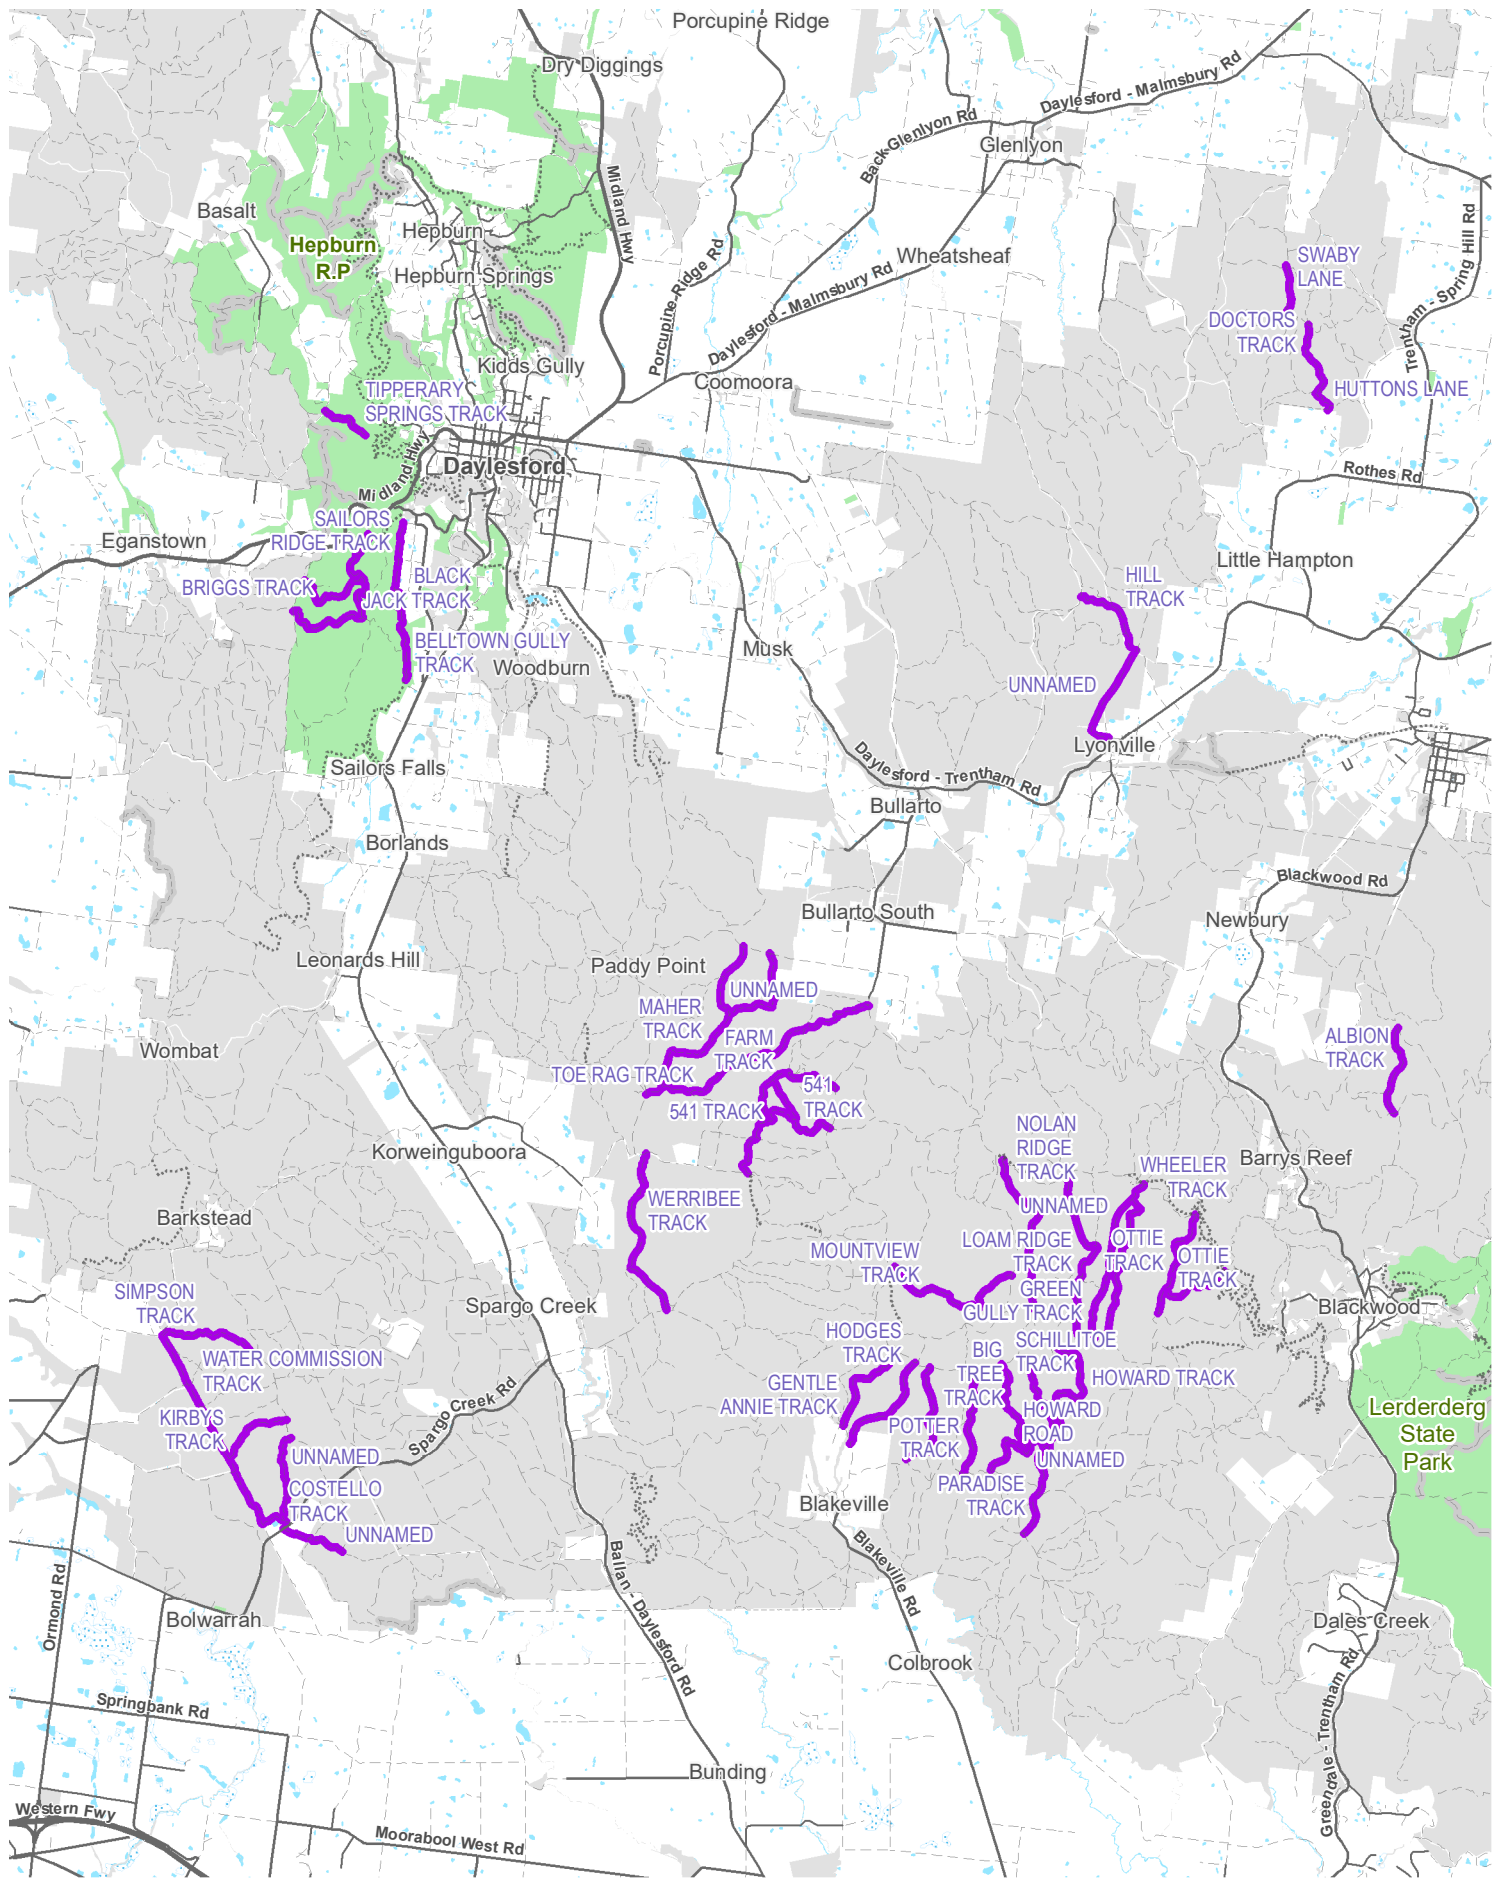 Porcupine Ridge
Dry Diggings
Daylesford - Malmsbury Rd
Back Glenlyon Rd
Glenlyon
Midland Hwy
Basalt
Hepburn
Hepburn
R.P
Hepburn Springs
Wheatsheaf
Porcupine Ridge Rd
Daylesford - Malmsbury Rd
Trentham - Spring Hill Rd
SWABY
LANE
DOCTORS
TRACK
HUTTONS LANE
Kidds Gully
Coomoora
TIPPERARY
SPRINGS TRACK
Midland Hwy
Daylesford
Rothes Rd
SAILORS
RIDGE TRACK
Eganstown
BRIGGS TRACK
BLACK
JACK TRACK
Little Hampton
HILL
TRACK
BELLTOWN GULLY
TRACK
Woodburn
Musk
UNNAMED
Lyonville
Sailors Falls
Daylesford - Trentham Rd
Bullarto
Borlands
Blackwood Rd
Bullarto South
Newbury
Leonards Hill
Paddy Point
UNNAMED
MAHER
TRACK
FARM
TRACK
TOE RAG TRACK
Wombat
ALBION
TRACK
541
TRACK
541 TRACK
Korweinguboora
NOLAN
RIDGE
TRACK
WHEELER
TRACK
Barrys Reef
WERRIBEE
TRACK
UNNAMED
Barkstead
MOUNTVIEW
TRACK
LOAM RIDGE
TRACK
OTTIE
TRACK
OTTIE
TRACK
GREEN
GULLY TRACK
SIMPSON
TRACK
Spargo Creek
Blackwood
HODGES
TRACK
BIG
TREE
TRACK
SCHILLITOE
TRACK
WATER COMMISSION
TRACK
HOWARD TRACK
GENTLE
ANNIE TRACK
Spargo Creek Rd
KIRBYS
TRACK
POTTER
TRACK
HOWARD
ROAD
Lerderderg
State
Park
UNNAMED
UNNAMED
COSTELLO
TRACK
PARADISE
TRACK
Blakeville
UNNAMED
Blakeville Rd
Ballan - Daylesford Rd
Ormond Rd
Bolwarrah
Dales Creek
Colbrook
Springbank Rd
Greendale - Trentham Rd
Bunding
Western Fwy
Moorabool West Rd